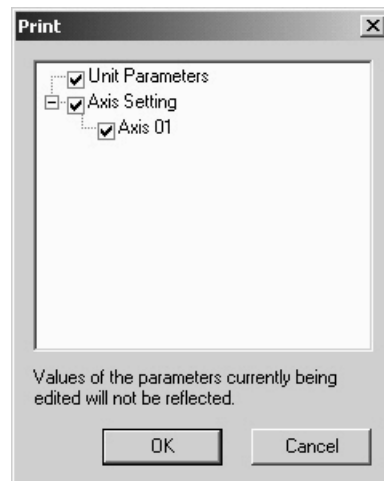 Print
Unit Parameters
Axis Setting
Axis 01
Values of the parameters currently being
edited will not be reflected.
OK
Cancel